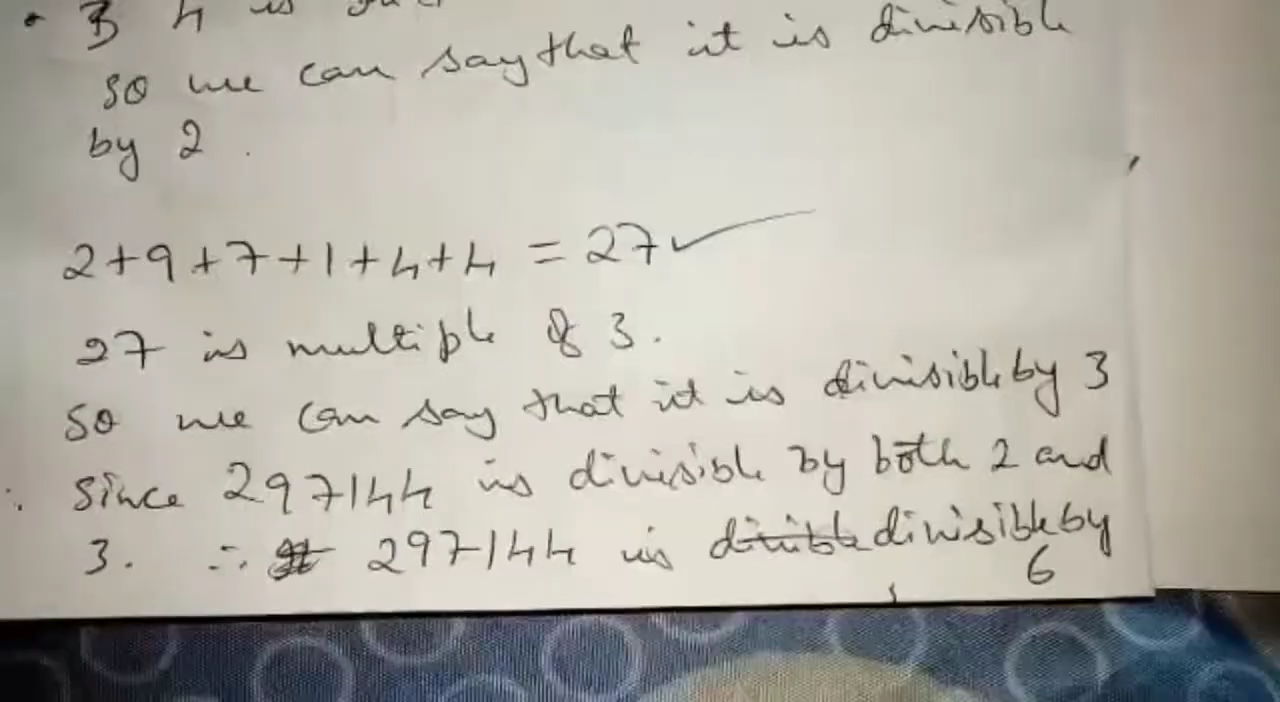 4 is
so we can say that it is divisible
by 2.
2+9+7+1+4+4 = 27 ✓
27 is multiple of 3.
so we can say that it is divisible by 3
since 297144 is divisible by both 2 and
3. ∴ 297144 is divisible by
6